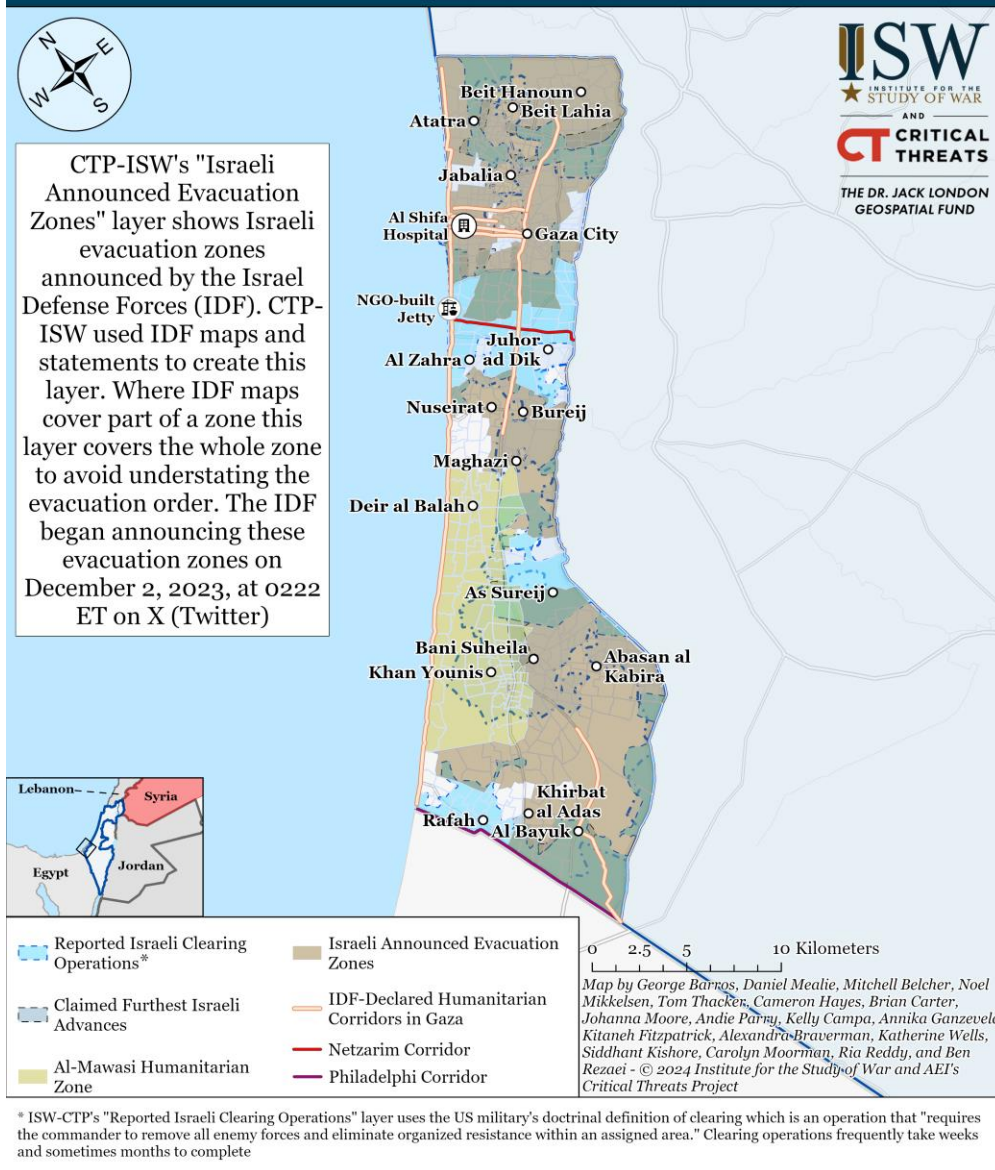 N
E
W
S
ISW
INSTITUTE FOR THE
STUDY OF WAR
AND
CT CRITICAL
THREATS
THE DR. JACK LONDON
GEOSPATIAL FUND
CTP-ISW's "Israeli
Announced Evacuation
Zones" layer shows Israeli
evacuation zones
announced by the Israel
Defense Forces (IDF). CTP-
ISW used IDF maps and
statements to create this
layer. Where IDF maps
cover part of a zone this
layer covers the whole
zone to avoid understating
the evacuation order. The
IDF began announcing these
evacuation zones on
December 2, 2023, at 0222
ET on X (Twitter)
Beit Hanoun
Beit Lahia
Atatra
Jabalia
Al Shifa
Hospital
Gaza City
NGO-built
Jetty
Juhor
ad Dik
Al Zahra
Nuseirat
Bureij
Maghazi
Deir al Balah
As Sureij
Bani Suheila
Abasan al
Kabira
Khan Younis
Khirbat
al Adas
Rafah
Al Bayuk
Lebanon
Syria
Egypt
Jordan
Reported Israeli Clearing
Operations*
Claimed Furthest Israeli
Advances
Al-Mawasi Humanitarian
Zone
Israeli Announced Evacuation
Zones
IDF-Declared Humanitarian
Corridors in Gaza
Netzarim Corridor
Philadelphi Corridor
0 2.5 5 10 Kilometers
Map by George Barros, Daniel Mealie, Mitchell Belcher, Noel
Mikkelsen, Tom Thacker, Cameron Hayes, Brian Carter,
Johanna Moore, Andie Parry, Kelly Campa, Annika Ganzeveld,
Kitaneh Fitzpatrick, Alexandra Braverman, Katherine Wells,
Siddhant Kishore, Carolyn Moorman, Ria Reddy, and Ben
Rezaei - © 2024 Institute for the Study of War and AEI's
Critical Threats Project
* ISW-CTP's "Reported Israeli Clearing Operations" layer uses the US military's doctrinal definition of clearing which is an operation that "requires
the commander to remove all enemy forces and eliminate organized resistance within an assigned area." Clearing operations frequently take weeks
and sometimes months to complete